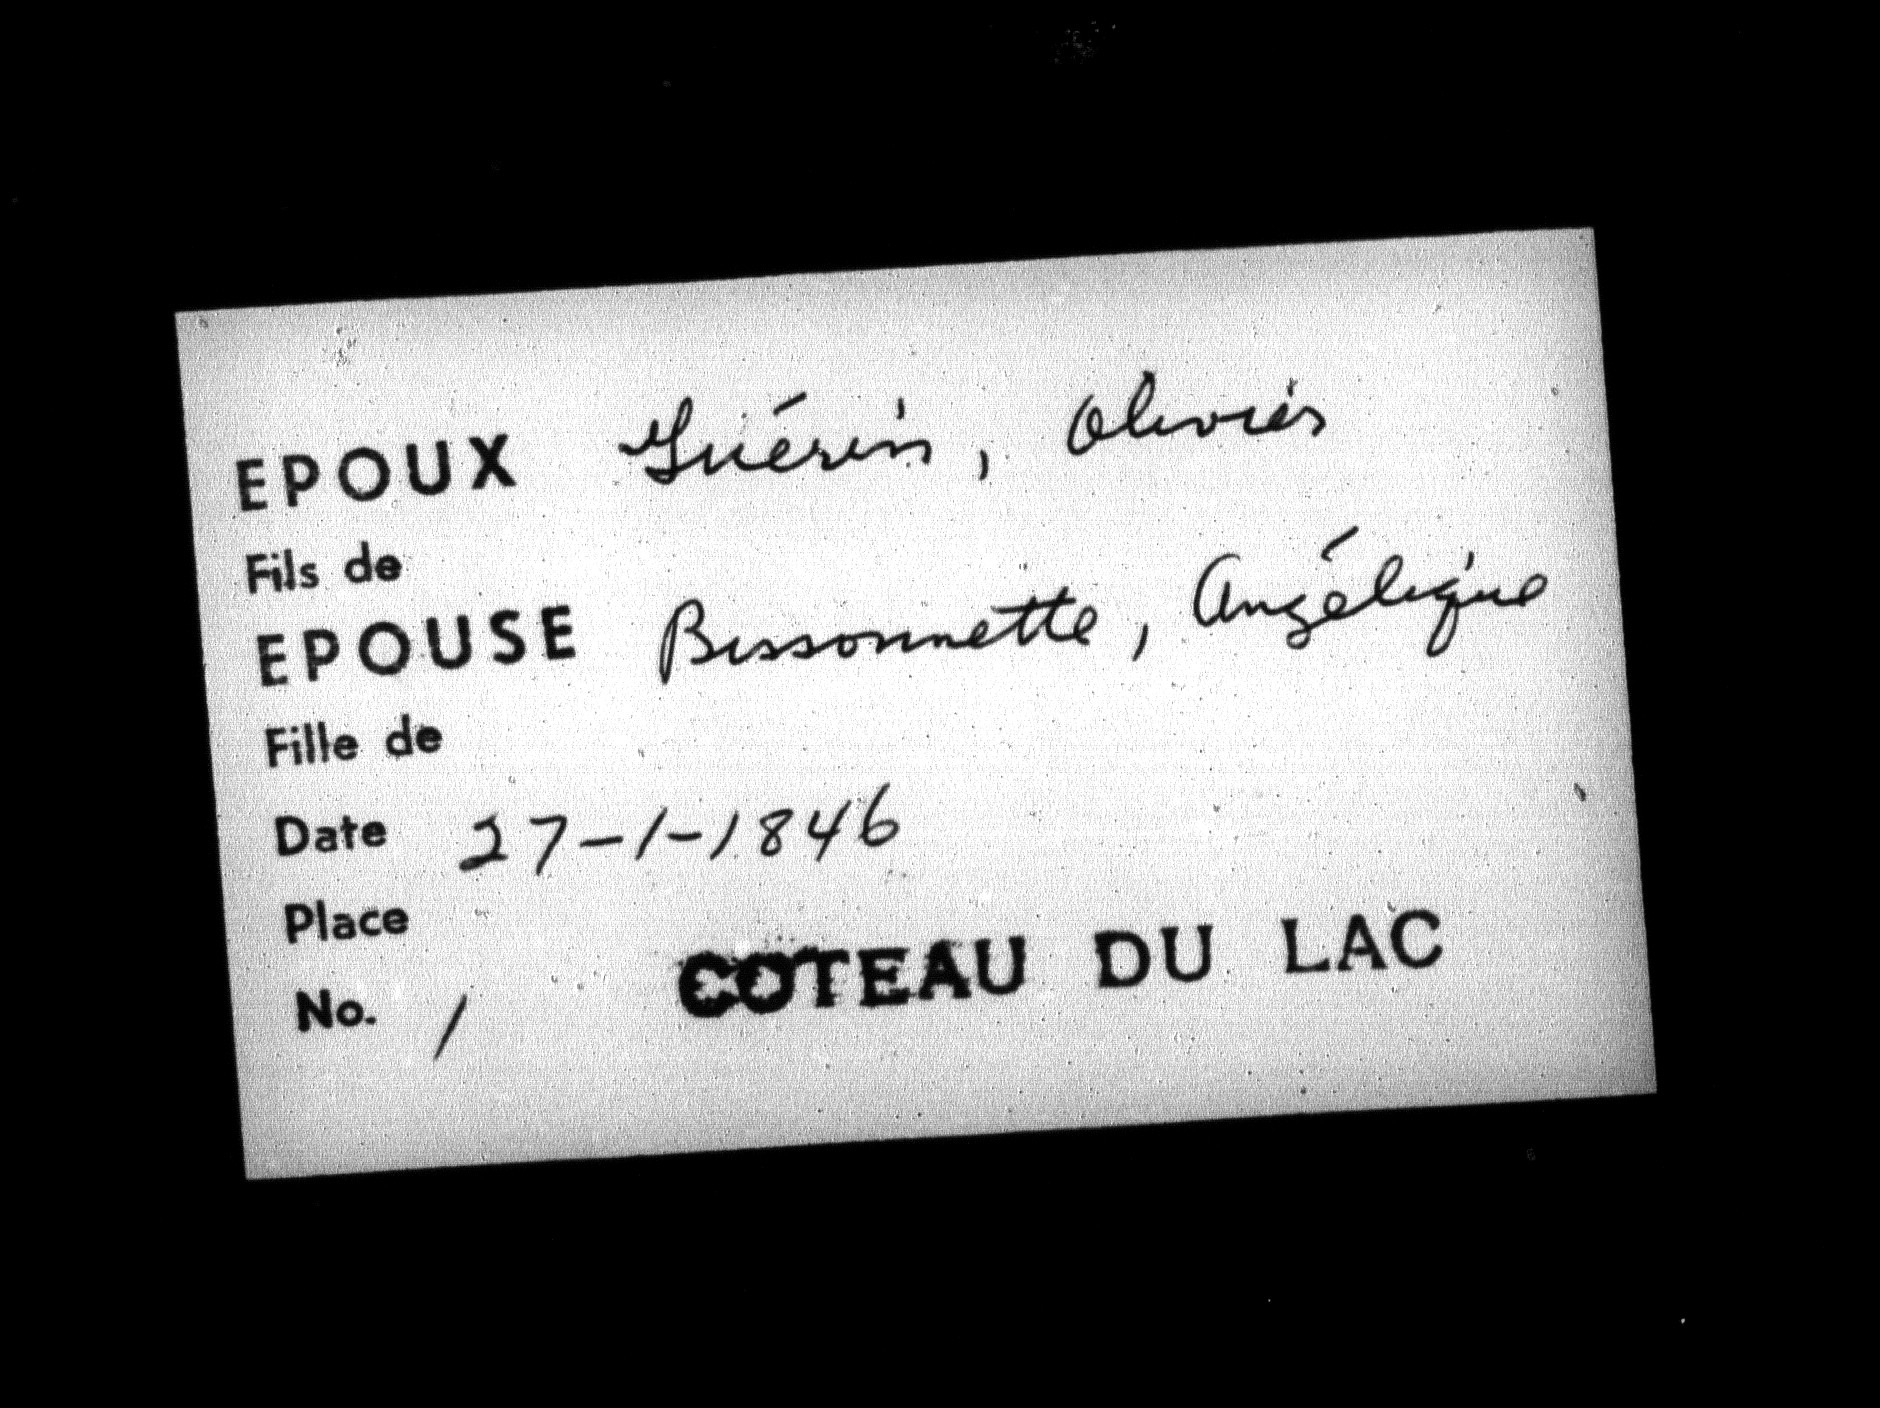 EPOUX Guérin, Olivier
Fils de
EPOUSE Bissonnette, Angélique
Fille de
Date 27-1-1846
Place
COTEAU DU LAC
No. 1